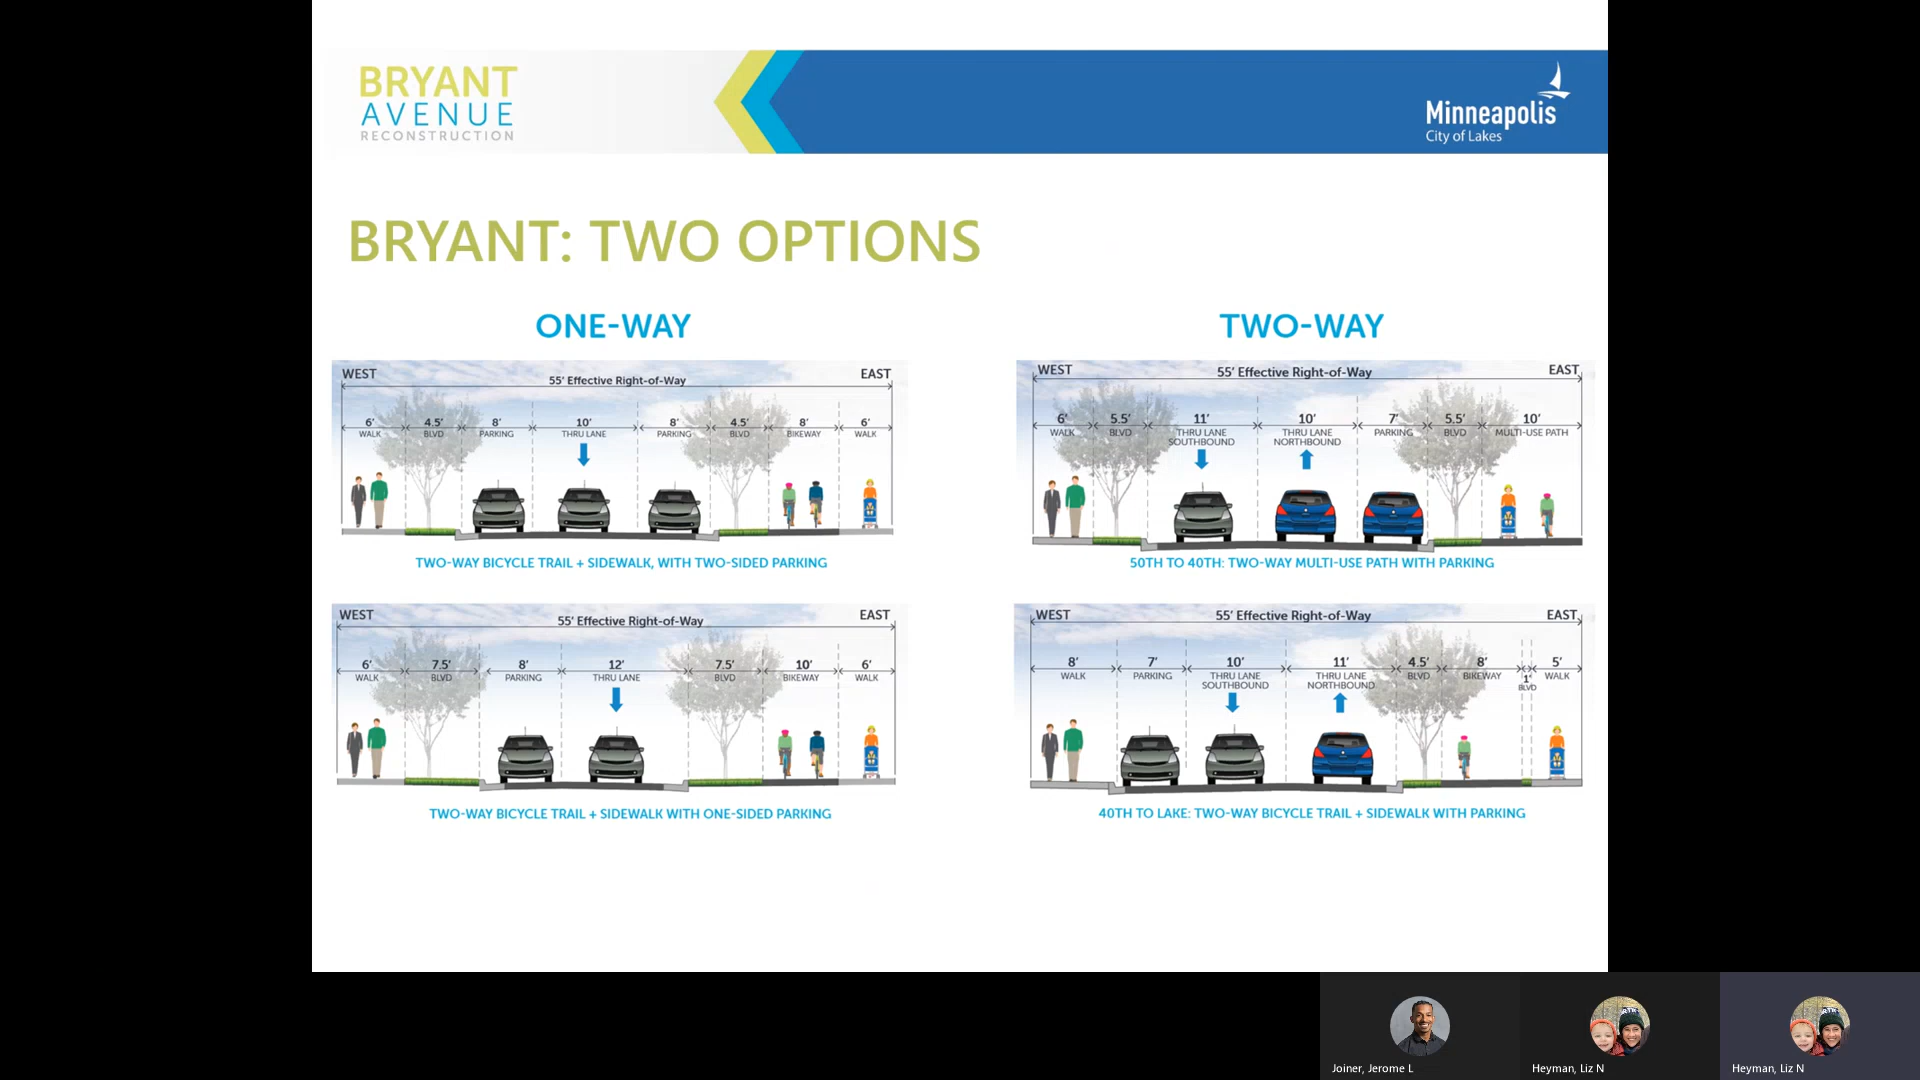 BRYANT
AVENUE
RECONSTRUCTION
Minneapolis
City of Lakes
BRYANT: TWO OPTIONS
ONE-WAY
WEST
EAST
55' Effective Right-of-Way
6' 4.5' 8' 10' 8' 4.5' 8' 6'
WALK BLVD PARKING THRU LANE PARKING BLVD BIKEWAY WALK
TWO-WAY BICYCLE TRAIL + SIDEWALK, WITH TWO-SIDED PARKING
WEST
EAST
55' Effective Right-of-Way
6' 7.5' 8' 12' 7.5' 10' 6'
WALK BLVD PARKING THRU LANE BLVD BIKEWAY WALK
TWO-WAY BICYCLE TRAIL + SIDEWALK WITH ONE-SIDED PARKING
TWO-WAY
WEST
EAST
55' Effective Right-of-Way
6' 5.5' 11' 10' 7' 5.5' 10'
WALK BLVD THRU LANE THRU LANE PARKING BLVD MULTI-USE PATH
SOUTHBOUND NORTHBOUND
50TH TO 40TH: TWO-WAY MULTI-USE PATH WITH PARKING
WEST
EAST
55' Effective Right-of-Way
8' 7' 10' 11' 4.5' 8' 1' 5'
WALK PARKING THRU LANE THRU LANE BLVD BIKEWAY BLVD WALK
SOUTHBOUND NORTHBOUND
40TH TO LAKE: TWO-WAY BICYCLE TRAIL + SIDEWALK WITH PARKING
Joiner, Jerome L
Heyman, Liz N
Heyman, Liz N